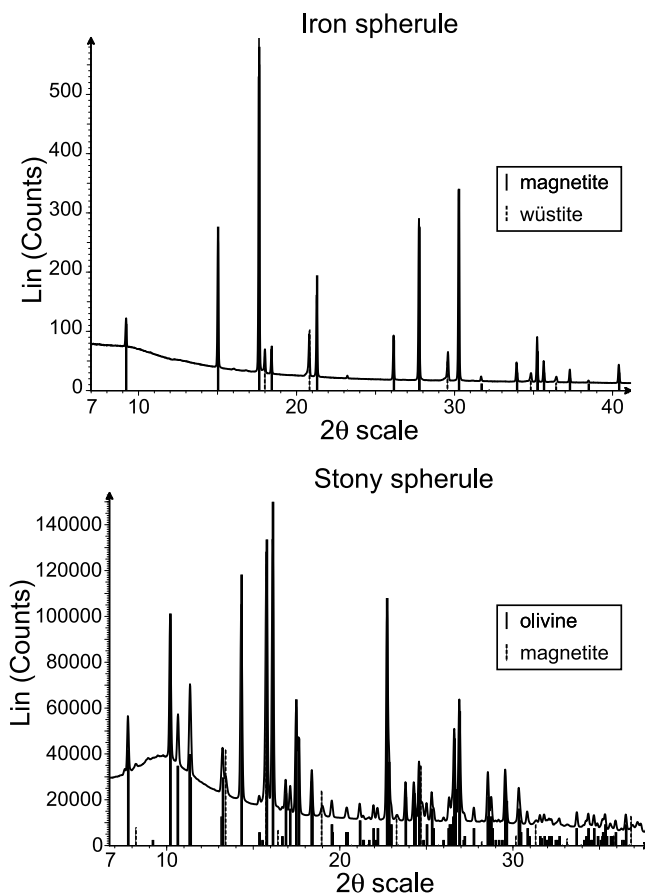 Iron spherule
Lin (Counts)
500
400
300
200
100
0
magnetite
wüstite
7 10 20 30 40
2θ scale
Stony spherule
Lin (Counts)
140000
120000
100000
80000
60000
40000
20000
0
olivine
magnetite
7 10 20 30
2θ scale